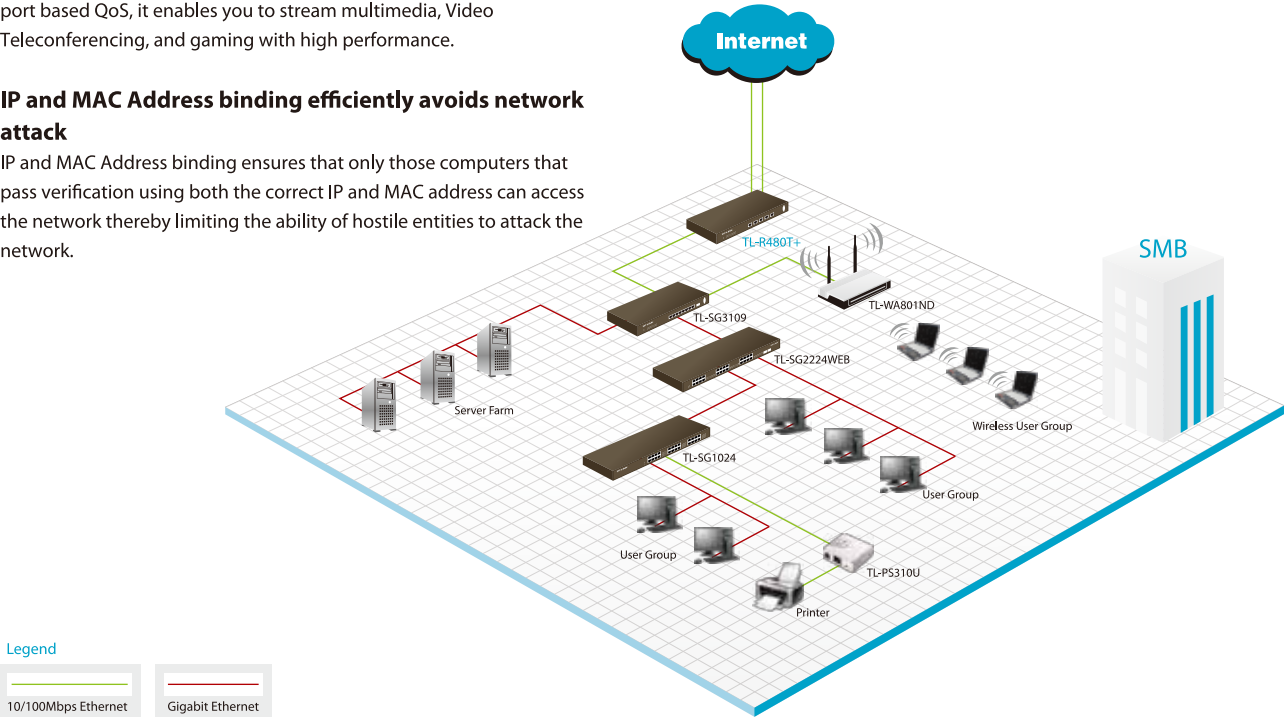 port based QoS, it enables you to stream multimedia, Video
Teleconferencing, and gaming with high performance.
IP and MAC Address binding efficiently avoids network
attack
IP and MAC Address binding ensures that only those computers that
pass verification using both the correct IP and MAC address can access
the network thereby limiting the ability of hostile entities to attack the
network.
Internet
TL-R480T+
SMB
TL-WA801ND
TL-SG3109
TL-SG2224WEB
Server Farm
Wireless User Group
TL-SG1024
User Group
User Group
TL-PS310U
Printer
Legend
10/100Mbps Ethernet
Gigabit Ethernet